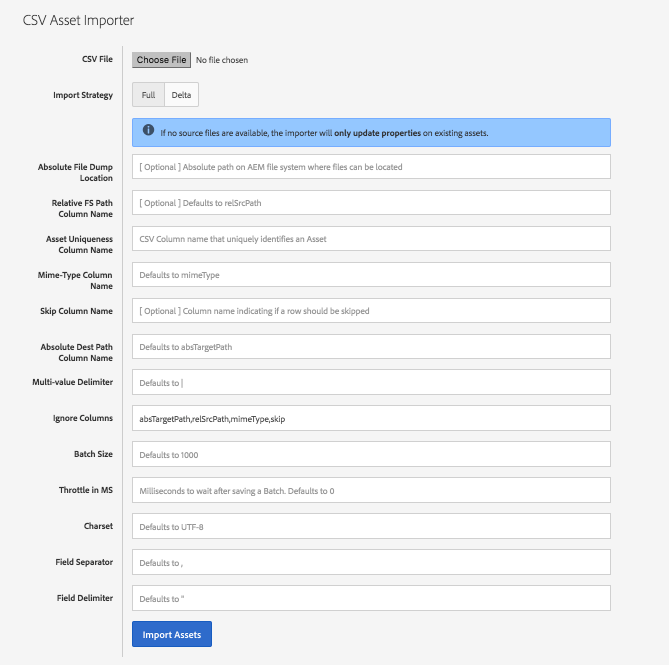 CSV Asset Importer
CSV File
Choose File No file chosen
Import Strategy
Full Delta
If no source files are available, the importer will only update properties on existing assets.
Absolute File Dump
Location
[ Optional ] Absolute path on AEM file system where files can be located
Relative FS Path
Column Name
[ Optional ] Defaults to relSrcPath
Asset Uniqueness
Column Name
CSV Column name that uniquely identifies an Asset
Mime-Type Column
Name
Defaults to mimeType
Skip Column Name
[ Optional ] Column name indicating if a row should be skipped
Absolute Dest Path
Column Name
Defaults to absTargetPath
Multi-value Delimiter
Defaults to |
Ignore Columns
absTargetPath,relSrcPath,mimeType,skip
Batch Size
Defaults to 1000
Throttle in MS
Milliseconds to wait after saving a Batch. Defaults to 0
Charset
Defaults to UTF-8
Field Separator
Defaults to ,
Field Delimiter
Defaults to "
Import Assets